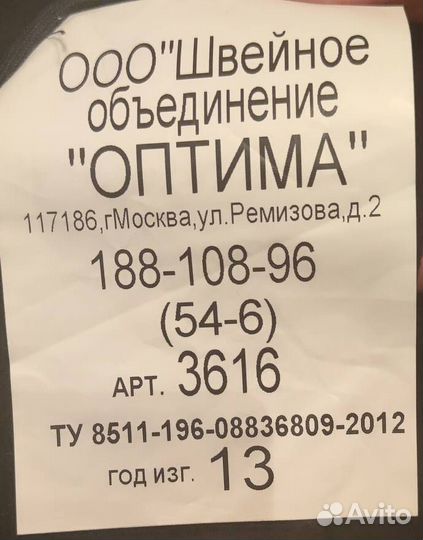 ООО"Швейное
объединение
"ОПТИМА"
117186,гМосква,ул.Ремизова,д.2
188-108-96
(54-6)
АРТ. 3616
ТУ 8511-196-08836809-2012
ГОД ИЗГ. 13
Avito